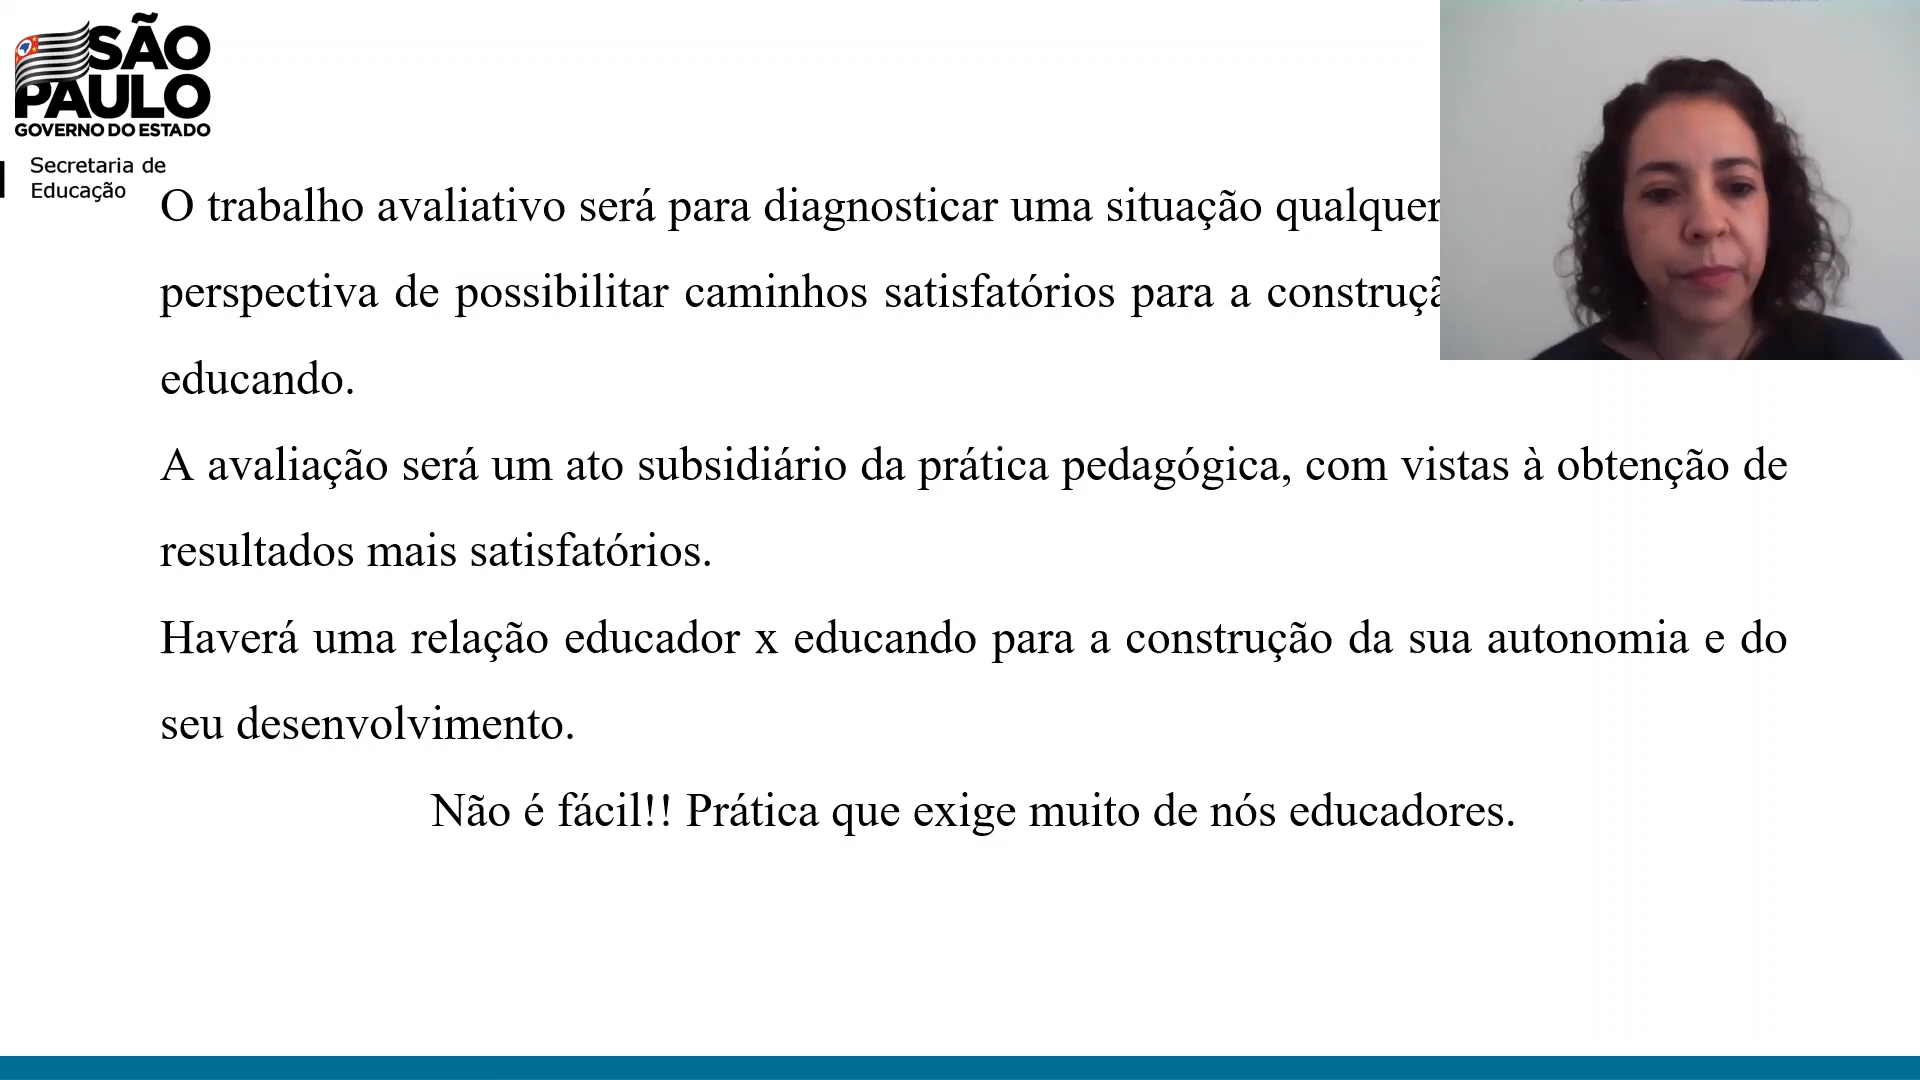 SÃO
PAULO
GOVERNO DO ESTADO
Secretaria de
Educação
O trabalho avaliativo será para diagnosticar uma situação qualquer
perspectiva de possibilitar caminhos satisfatórios para a
educando.
A avaliação será um ato subsidiário da prática pedagógica, com vistas à obtenção de
resultados mais satisfatórios.
Haverá uma relação educador x educando para a construção da sua autonomia e do
seu desenvolvimento.
Não é fácil!! Prática que exige muito de nós educadores.